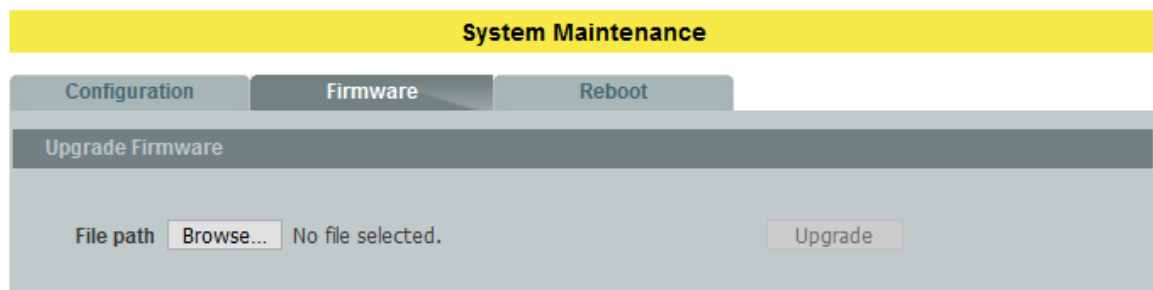 System Maintenance
Configuration Firmware Reboot
Upgrade Firmware
File path Browse... No file selected. Upgrade